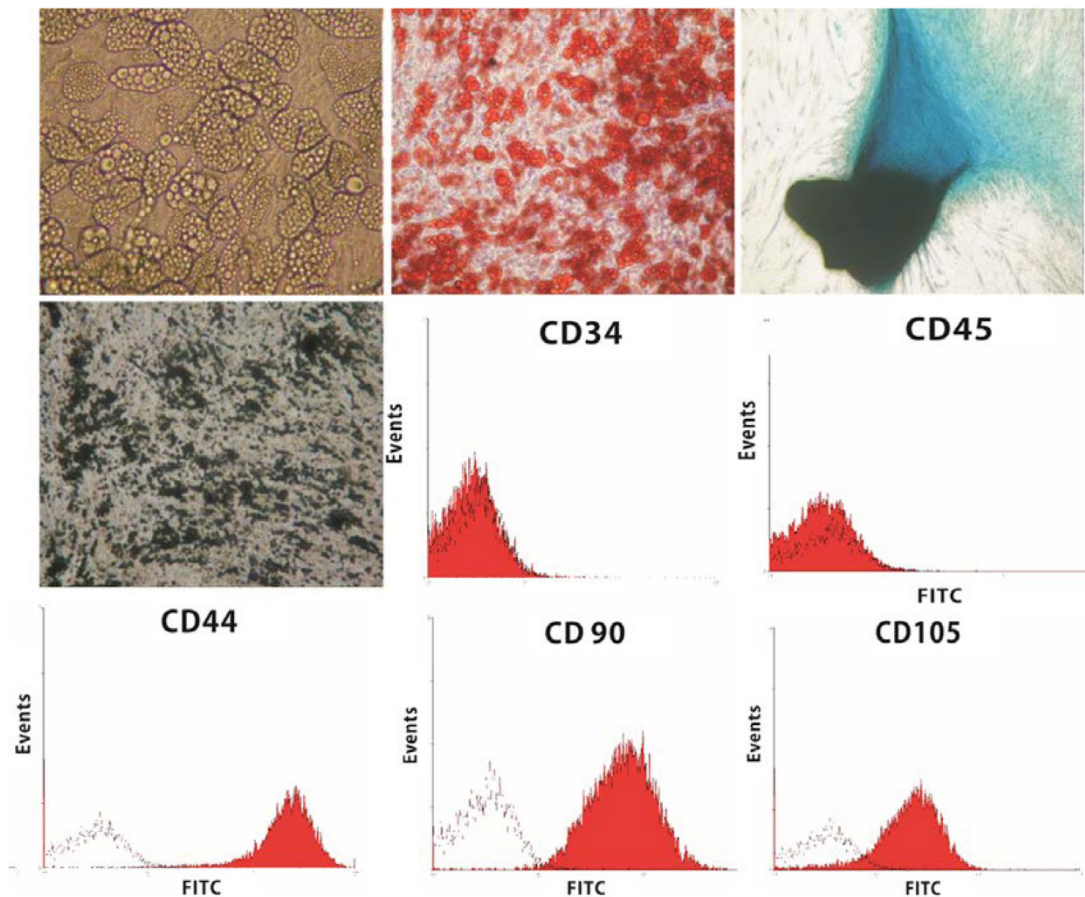 CD34
CD45
Events
Events
FITC
CD44
CD 90
CD105
Events
Events
Events
FITC
FITC
FITC